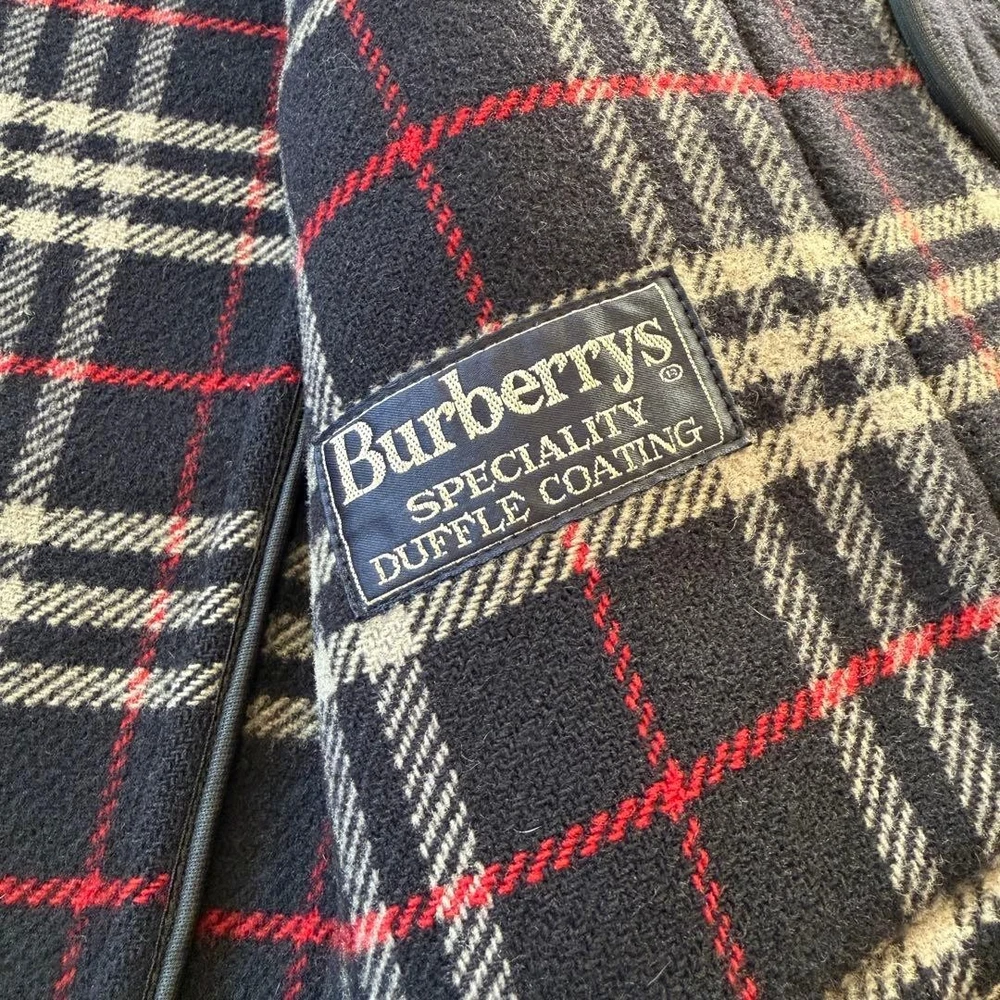 Burberrys®
SPECIALITY
DUFFLE COATING